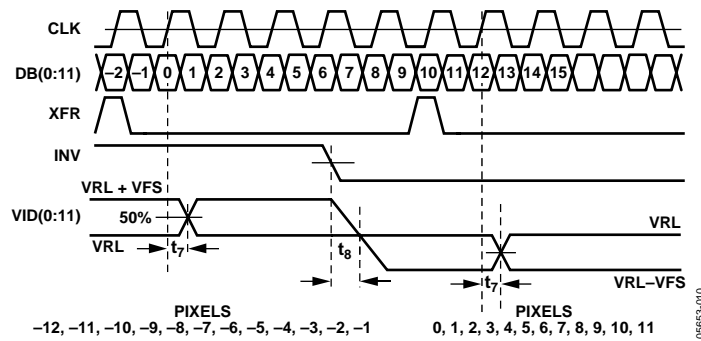 CLK
DB(0:11) –2 –1 0 1 2 3 4 5 6 7 8 9 10 11 12 13 14 15
XFR
INV
VRL + VFS
VID(0:11) 50% VRL
VRL t7 t8 t7 VRL–VFS
PIXELS
–12, –11, –10, –9, –8, –7, –6, –5, –4, –3, –2, –1
PIXELS
0, 1, 2, 3, 4, 5, 6, 7, 8, 9, 10, 11
05653-010